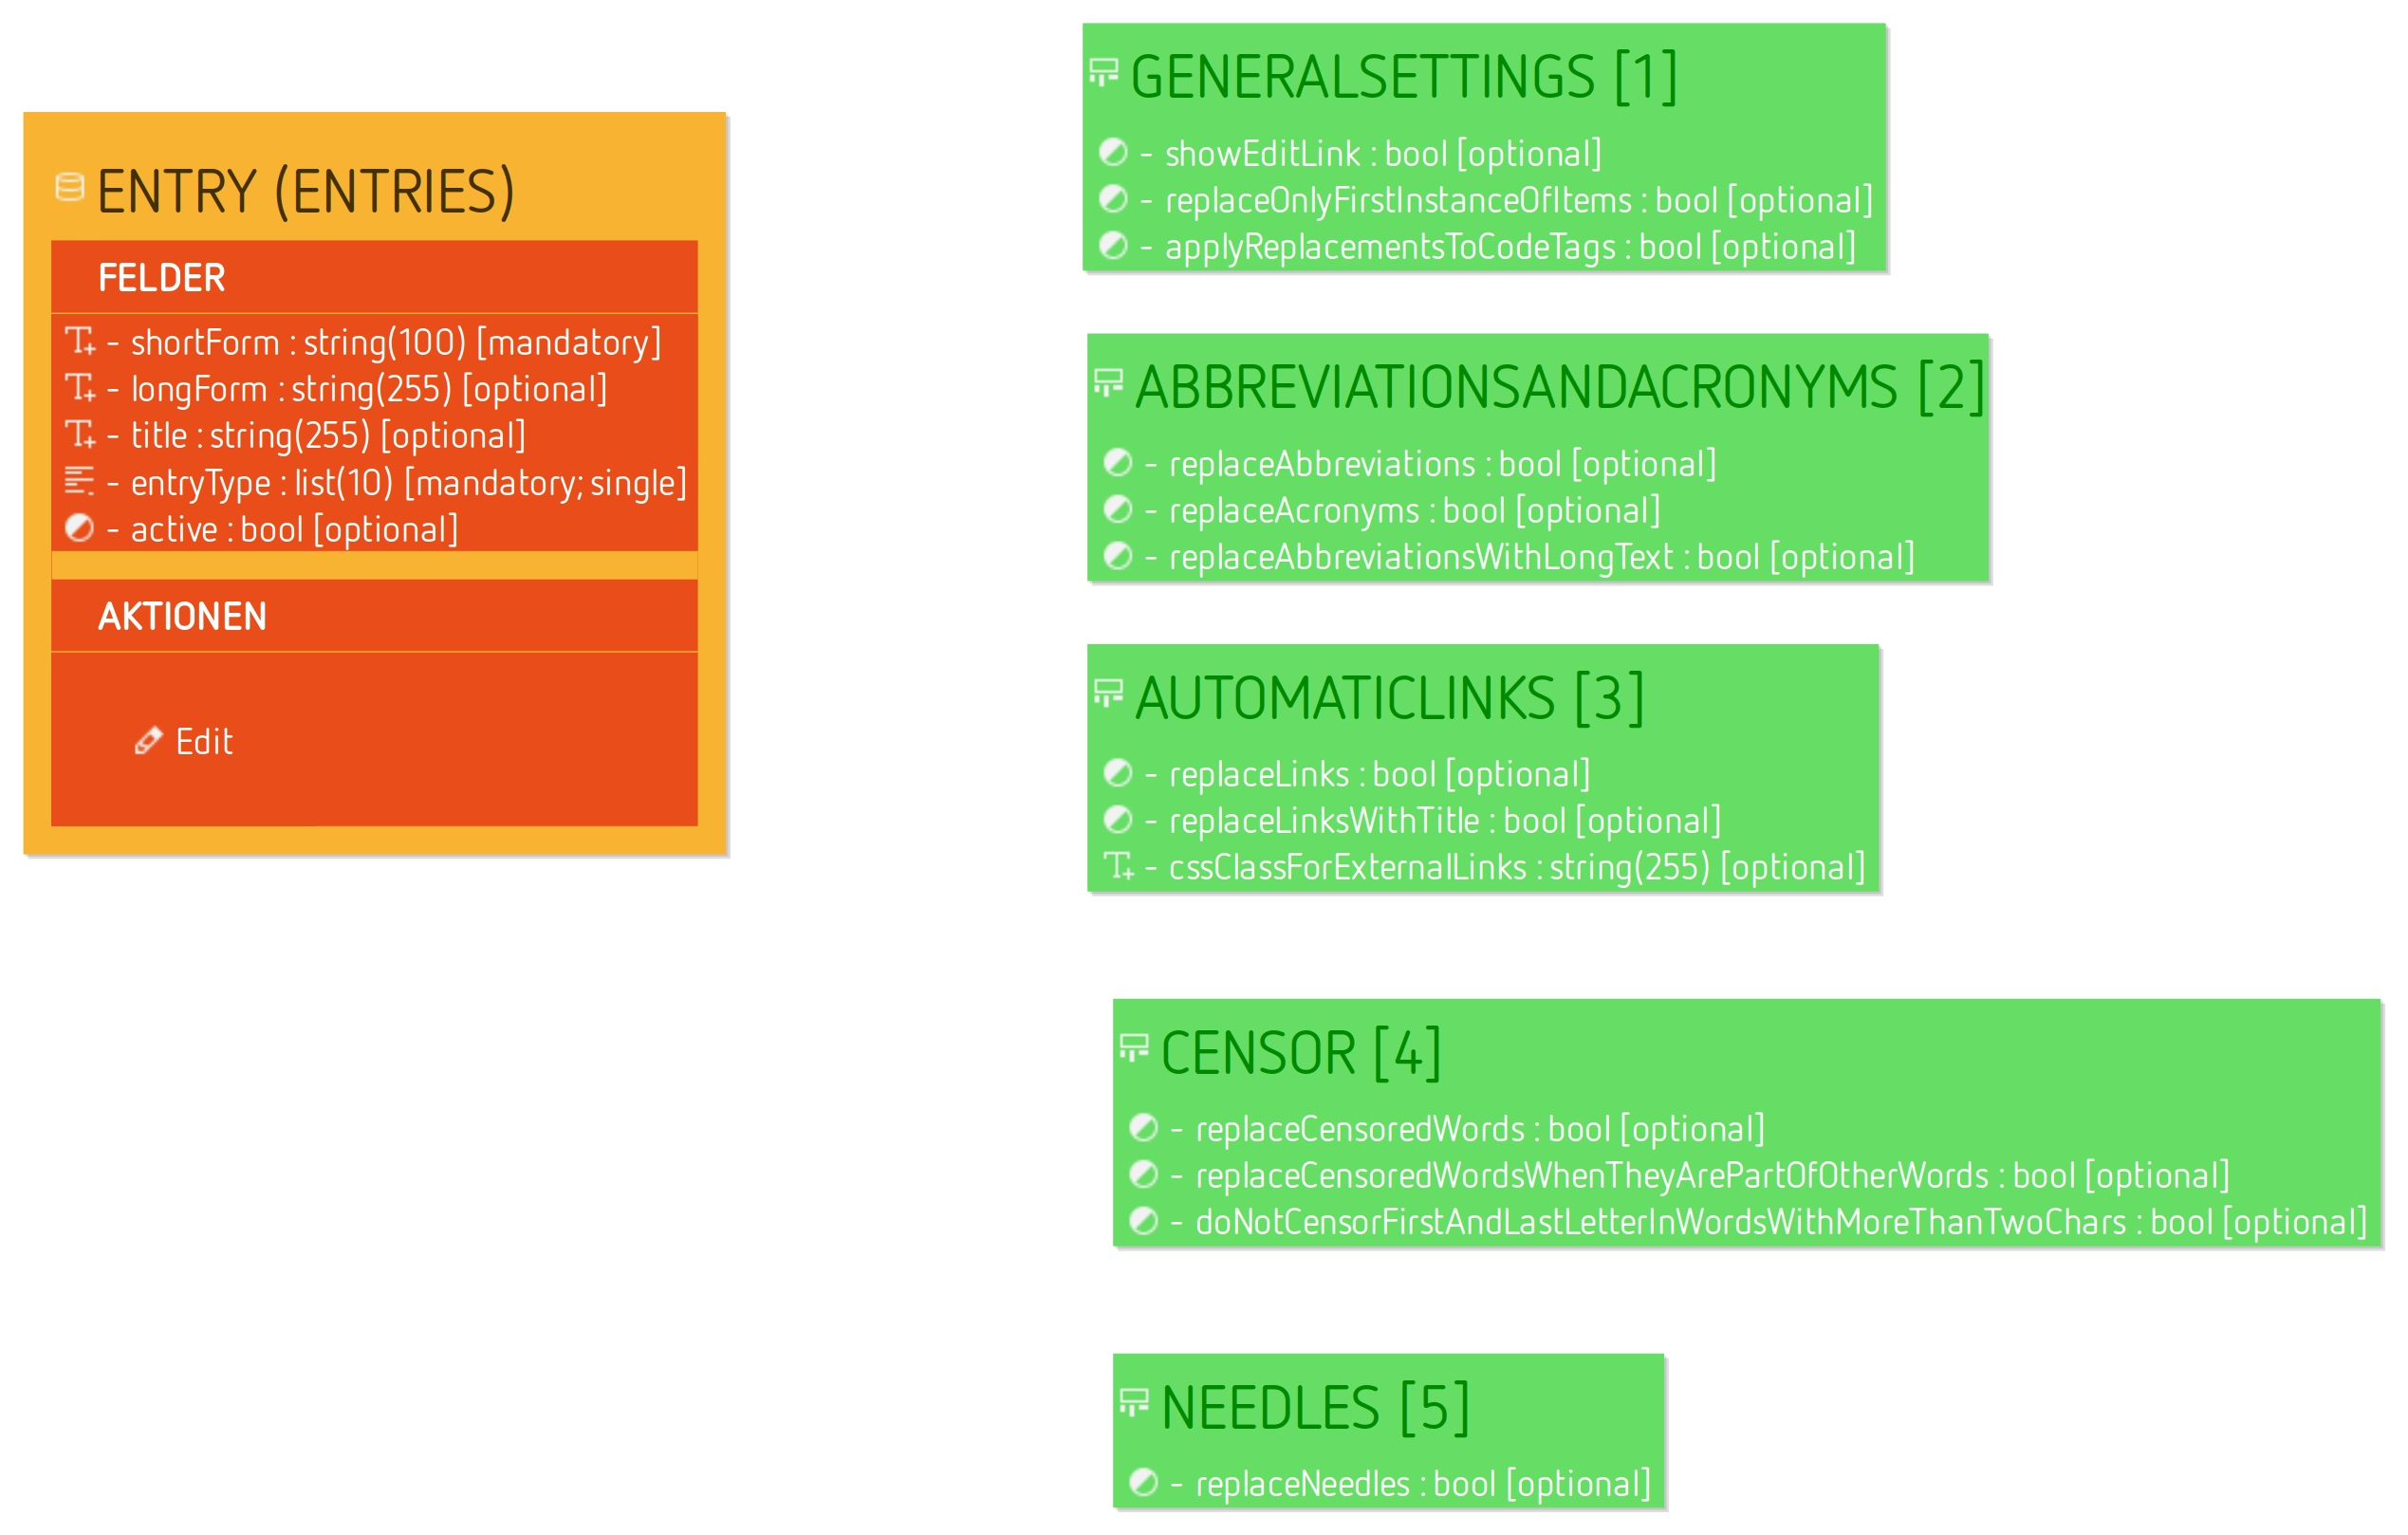 ENTRY (ENTRIES)
FELDER
- shortForm : string(100) [mandatory]
- longForm : string(255) [optional]
- title : string(255) [optional]
- entryType : list(10) [mandatory; single]
- active : bool [optional]
AKTIONEN
Edit
GENERALSETTINGS [1]
- showEditLink : bool [optional]
- replaceOnlyFirstInstanceOfItems : bool [optional]
- applyReplacementsToCodeTags : bool [optional]
ABBREVIATIONSANDACRONYMS [2]
- replaceAbbreviations : bool [optional]
- replaceAcronyms : bool [optional]
- replaceAbbreviationsWithLongText : bool [optional]
AUTOMATICLINKS [3]
- replaceLinks : bool [optional]
- replaceLinksWithTitle : bool [optional]
- cssClassForExternalLinks : string(255) [optional]
CENSOR [4]
- replaceCensoredWords : bool [optional]
- replaceCensoredWordsWhenTheyArePartOfOtherWords : bool [optional]
- doNotCensorFirstAndLastLetterInWordsWithMoreThanTwoChars : bool [optional]
NEEDLES [5]
- replaceNeedles : bool [optional]